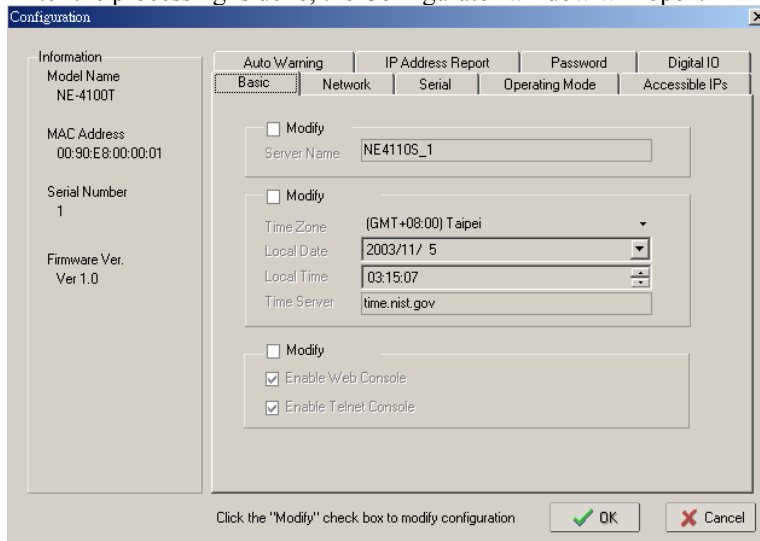 Configuration
Information
Model Name
NE-4100T
MAC Address
00:90:E8:00:00:01
Serial Number
1
Firmware Ver.
Ver 1.0
Auto Warning
IP Address Report
Password
Digital IO
Basic
Network
Serial
Operating Mode
Accessible IPs
Modify
Server Name
NE4110S_1
Modify
Time Zone
(GMT+08:00) Taipei
Local Date
2003/11/ 5
Local Time
03:15:07
Time Server
time.nist.gov
Modify
Enable Web Console
Enable Telnet Console
Click the "Modify" check box to modify configuration
OK
Cancel